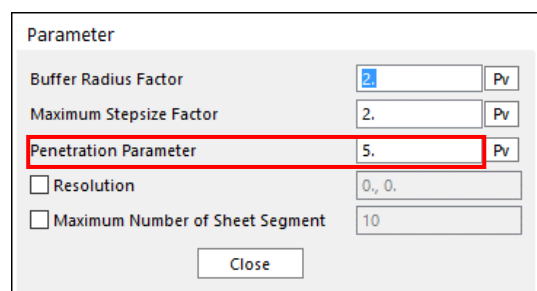 Parameter
Buffer Radius Factor 2. Pv
Maximum Stepsize Factor 2. Pv
Penetration Parameter 5. Pv
Resolution 0., 0.
Maximum Number of Sheet Segment 10
Close